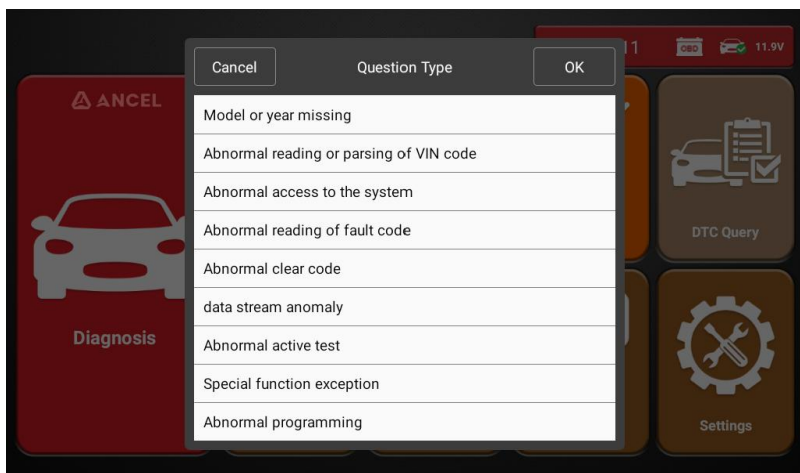 11
OBD
11.9V
Cancel
Question Type
OK
ANCEL
Model or year missing
Abnormal reading or parsing of VIN code
Abnormal access to the system
Abnormal reading of fault code
Abnormal clear code
data stream anomaly
Abnormal active test
Special function exception
Abnormal programming
Diagnosis
DTC Query
Settings